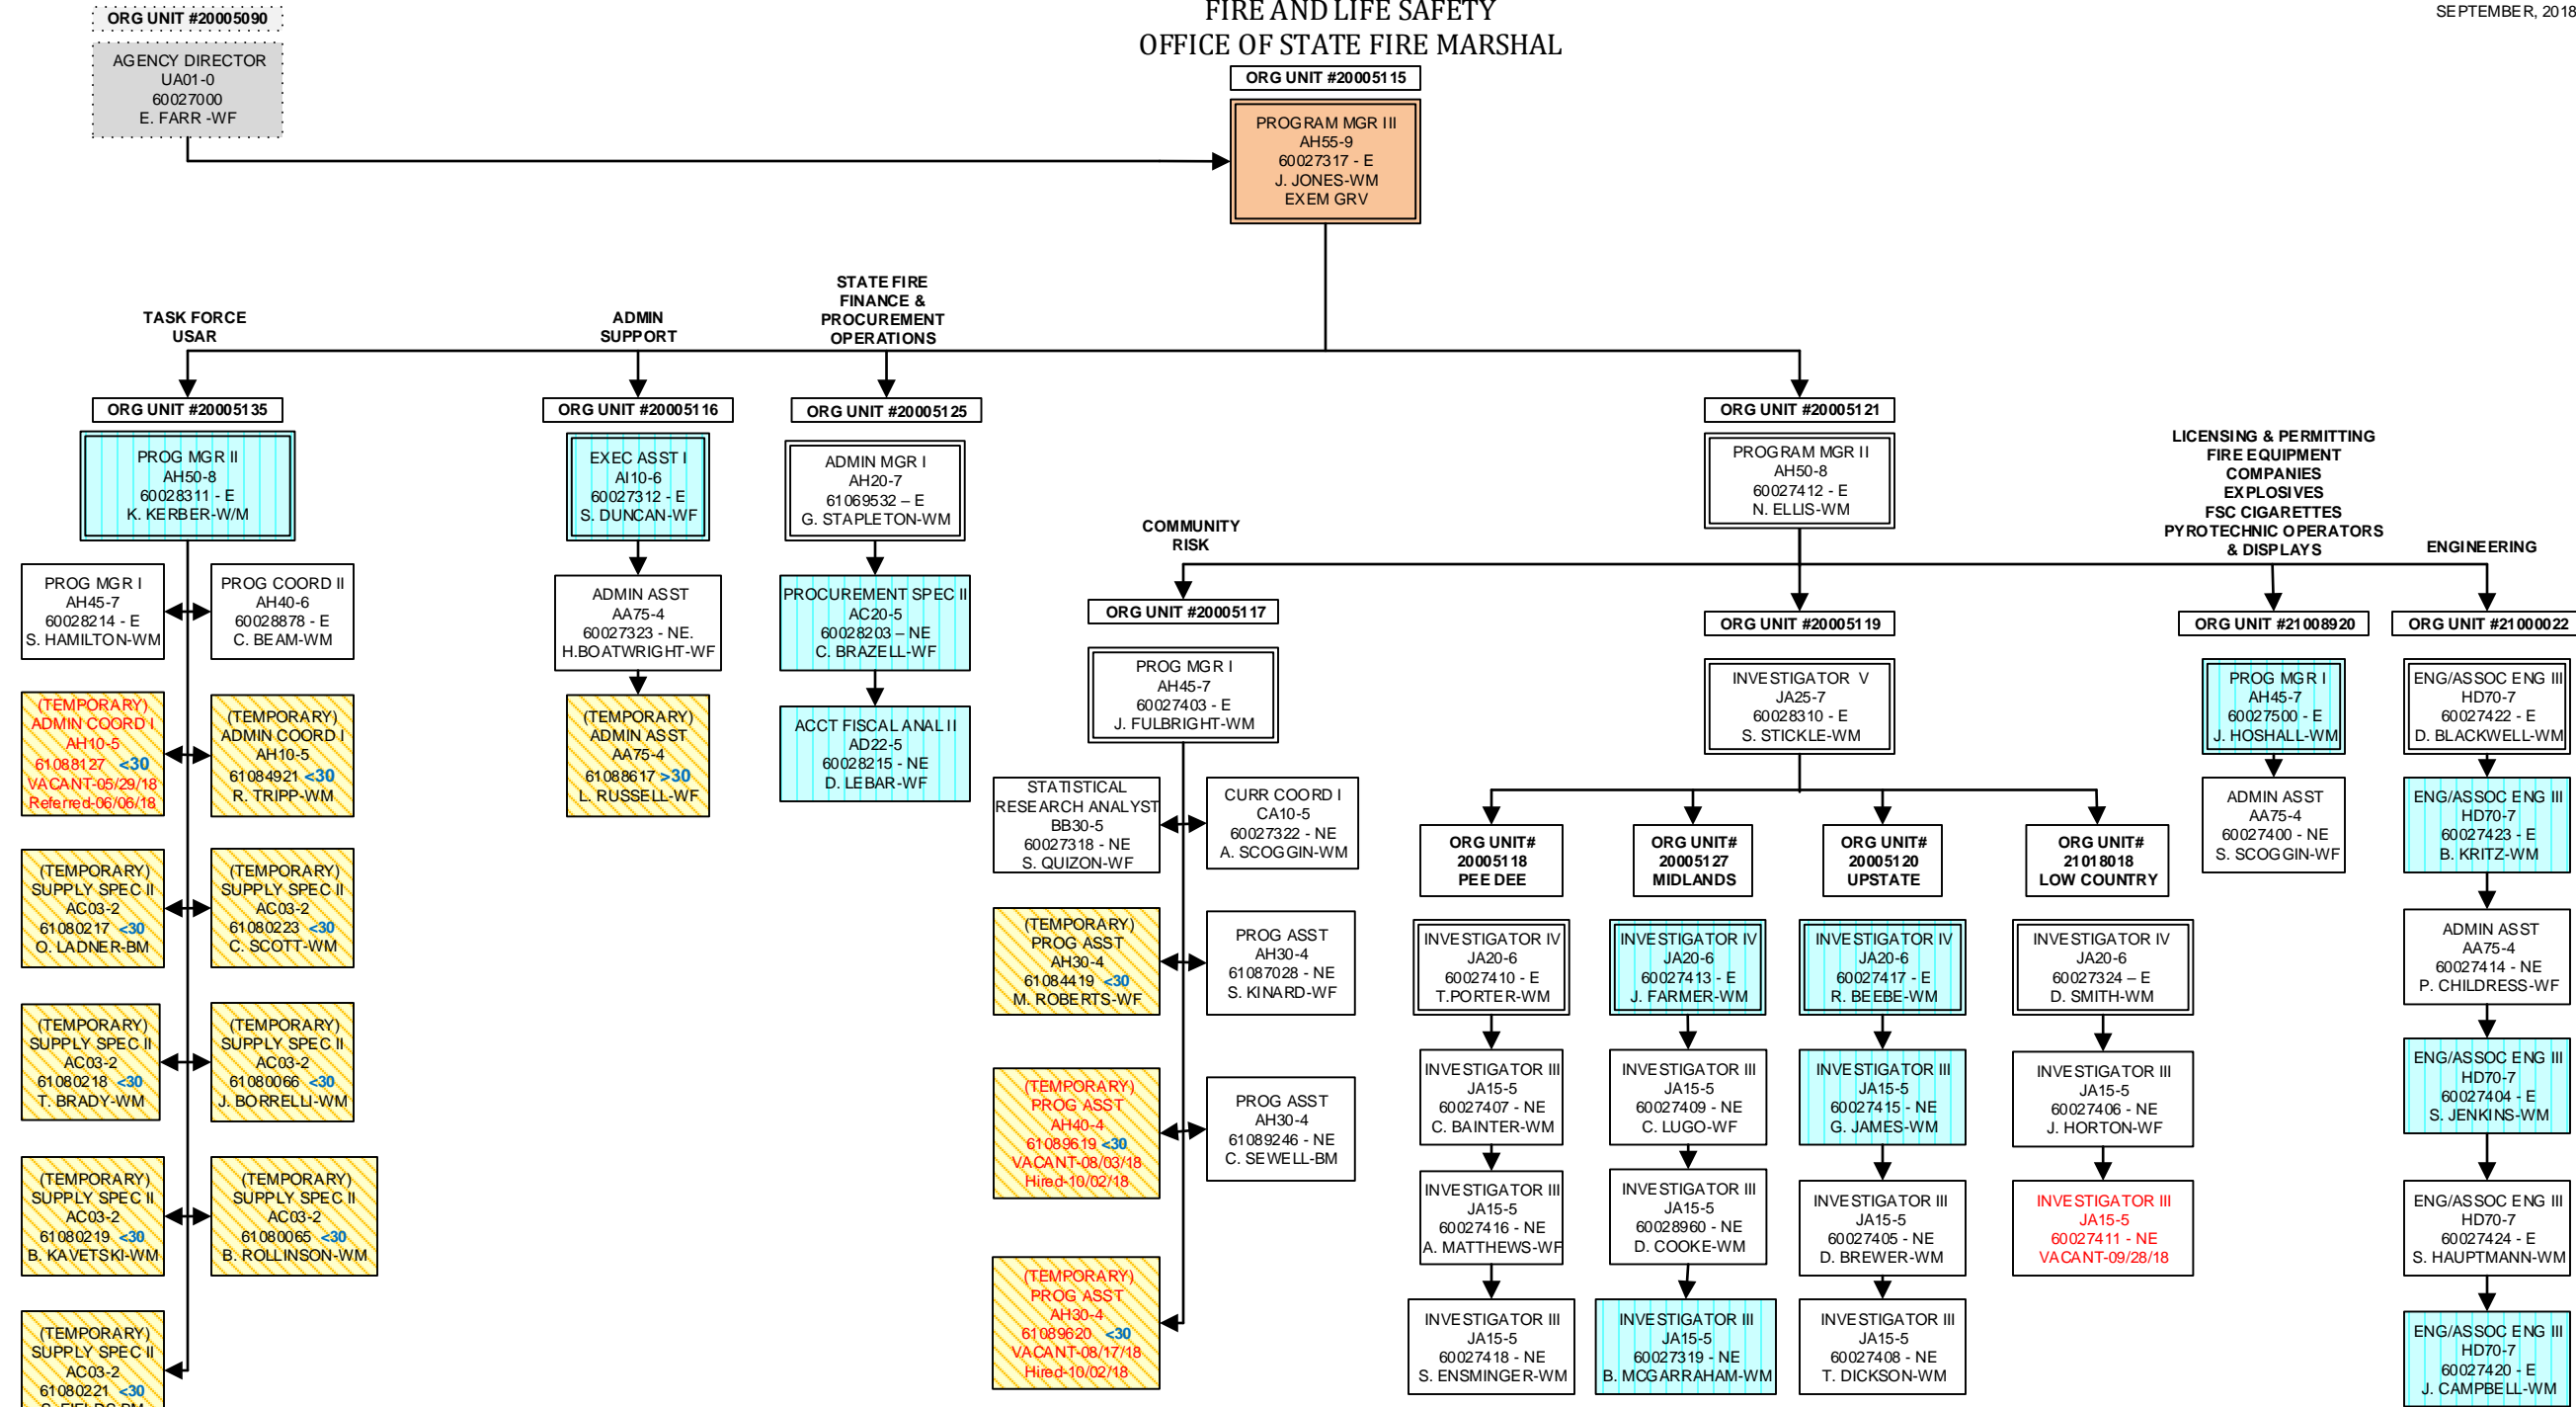 ORG UNIT #20005090
AGENCY DIRECTOR
UA01-0
60027000
E. FARR -WF
FIRE AND LIFE SAFETY
OFFICE OF STATE FIRE MARSHAL
SEPTEMBER, 2018
ORG UNIT #20005115
PROGRAM MGR III
AH55-9
60027317 - E
J. JONES-WM
EXEM GRV
TASK FORCE
USAR
ORG UNIT #20005135
PROG MGR II
AH50-8
60028311 - E
K. KERBER-W/M
PROG MGR I
AH45-7
60028214 - E
S. HAMILTON-WM
PROG COORD II
AH40-6
60028878 - E
C. BEAM-WM
(TEMPORARY)
ADMIN COORD I
AH10-5
61088127 <30
VACANT-05/29/18
Referred-06/06/18
(TEMPORARY)
ADMIN COORD I
AH10-5
61084921 <30
R. TRIPP-WM
(TEMPORARY)
SUPPLY SPEC II
AC03-2
61080217 <30
O. LADNER-BM
(TEMPORARY)
SUPPLY SPEC II
AC03-2
61080223 <30
C. SCOTT-WM
(TEMPORARY)
SUPPLY SPEC II
AC03-2
61080218 <30
T. BRADY-WM
(TEMPORARY)
SUPPLY SPEC II
AC03-2
61080066 <30
J. BORRELLI-WM
(TEMPORARY)
SUPPLY SPEC II
AC03-2
61080219 <30
B. KAVETSKI-WM
(TEMPORARY)
SUPPLY SPEC II
AC03-2
61080065 <30
B. ROLLINSON-WM
(TEMPORARY)
SUPPLY SPEC II
AC03-2
61080221 <30
ADMIN
SUPPORT
ORG UNIT #20005116
EXEC ASST I
AI10-6
60027312 - E
S. DUNCAN-WF
ADMIN ASST
AA75-4
60027323 - NE.
H.BOATWRIGHT-WF
(TEMPORARY)
ADMIN ASST
AA75-4
61088617 >30
L. RUSSELL-WF
STATE FIRE
FINANCE &
PROCUREMENT
OPERATIONS
ORG UNIT #20005125
ADMIN MGR I
AH20-7
61069532 – E
G. STAPLETON-WM
PROCUREMENT SPEC II
AC20-5
60028203 – NE
C. BRAZELL-WF
ACCT FISCAL ANAL II
AD22-5
60028215 - NE
D. LEBAR-WF
ORG UNIT #20005121
PROGRAM MGR II
AH50-8
60027412 - E
N. ELLIS-WM
COMMUNITY
RISK
ORG UNIT #20005117
PROG MGR I
AH45-7
60027403 - E
J. FULBRIGHT-WM
STATISTICAL
RESEARCH ANALYST
BB30-5
60027318 - NE
S. QUIZON-WF
CURR COORD I
CA10-5
60027322 - NE
A. SCOGGIN-WM
(TEMPORARY)
PROG ASST
AH30-4
61084419 <30
M. ROBERTS-WF
PROG ASST
AH30-4
61087028 - NE
S. KINARD-WF
(TEMPORARY)
PROG ASST
AH40-4
61089619 <30
VACANT-08/03/18
Hired-10/02/18
PROG ASST
AH30-4
61089246 - NE
C. SEWELL-BM
(TEMPORARY)
PROG ASST
AH30-4
61089620 <30
VACANT-08/17/18
Hired-10/02/18
ORG UNIT #20005119
INVESTIGATOR V
JA25-7
60028310 - E
S. STICKLE-WM
ORG UNIT#
20005118
PEE DEE
INVESTIGATOR IV
JA20-6
60027410 - E
T.PORTER-WM
INVESTIGATOR III
JA15-5
60027407 - NE
C. BAINTER-WM
INVESTIGATOR III
JA15-5
60027416 - NE
A. MATTHEWS-WF
INVESTIGATOR III
JA15-5
60027418 - NE
S. ENSMINGER-WM
ORG UNIT#
20005127
MIDLANDS
INVESTIGATOR IV
JA20-6
60027413 - E
J. FARMER-WM
INVESTIGATOR III
JA15-5
60027409 - NE
C. LUGO-WF
INVESTIGATOR III
JA15-5
60028960 - NE
D. COOKE-WM
INVESTIGATOR III
JA15-5
60027319 - NE
B. MCGARRAHAM-WM
ORG UNIT#
20005120
UPSTATE
INVESTIGATOR IV
JA20-6
60027417 - E
R. BEEBE-WM
INVESTIGATOR III
JA15-5
60027415 - NE
G. JAMES-WM
INVESTIGATOR III
JA15-5
60027405 - NE
D. BREWER-WM
INVESTIGATOR III
JA15-5
60027408 - NE
T. DICKSON-WM
ORG UNIT#
21018018
LOW COUNTRY
INVESTIGATOR IV
JA20-6
60027324 – E
D. SMITH-WM
INVESTIGATOR III
JA15-5
60027406 - NE
J. HORTON-WF
INVESTIGATOR III
JA15-5
60027411 - NE
VACANT-09/28/18
LICENSING & PERMITTING
FIRE EQUIPMENT
COMPANIES
EXPLOSIVES
FSC CIGARETTES
PYROTECHNIC OPERATORS
& DISPLAYS
ORG UNIT #21008920
PROG MGR I
AH45-7
60027500 - E
J. HOSHALL-WM
ADMIN ASST
AA75-4
60027400 - NE
S. SCOGGIN-WF
ENGINEERING
ORG UNIT #21000022
ENG/ASSOC ENG III
HD70-7
60027422 - E
D. BLACKWELL-WM
ENG/ASSOC ENG III
HD70-7
60027423 - E
B. KRITZ-WM
ADMIN ASST
AA75-4
60027414 - NE
P. CHILDRESS-WF
ENG/ASSOC ENG III
HD70-7
60027404 - E
S. JENKINS-WM
ENG/ASSOC ENG III
HD70-7
60027424 - E
S. HAUPTMANN-WM
ENG/ASSOC ENG III
HD70-7
60027420 - E
J. CAMPBELL-WM